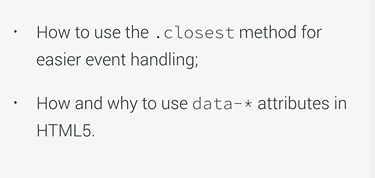 • How to use the .closest method for
easier event handling;
• How and why to use data-* attributes in
HTML5.